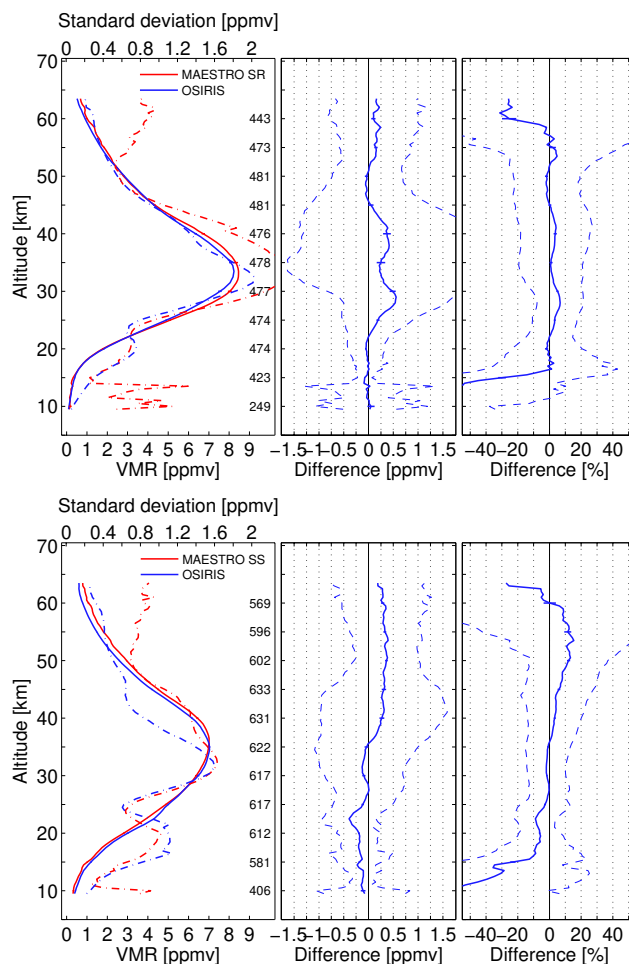 Standard deviation [ppmv]
0 0.4 0.8 1.2 1.6 2
70
MAESTRO SR
OSIRIS
60
443
473
50
481
481
Altitude [km]
40
476
478
30
477
474
20
474
423
10
249
0 1 2 3 4 5 6 7 8 9
−1.5 −1 −0.5 0 0.5 1 1.5
−40 −20 0 20
VMR [ppmv]
Difference [ppmv]
Difference [%]
Standard deviation [ppmv]
0 0.4 0.8 1.2 1.6 2
70
MAESTRO SS
OSIRIS
60
569
596
50
602
633
Altitude [km]
40
631
622
30
617
617
20
612
581
10
406
0 1 2 3 4 5 6 7 8 9
−1.5 −1 −0.5 0 0.5 1 1.5
−40 −20 0 20
VMR [ppmv]
Difference [ppmv]
Difference [%]